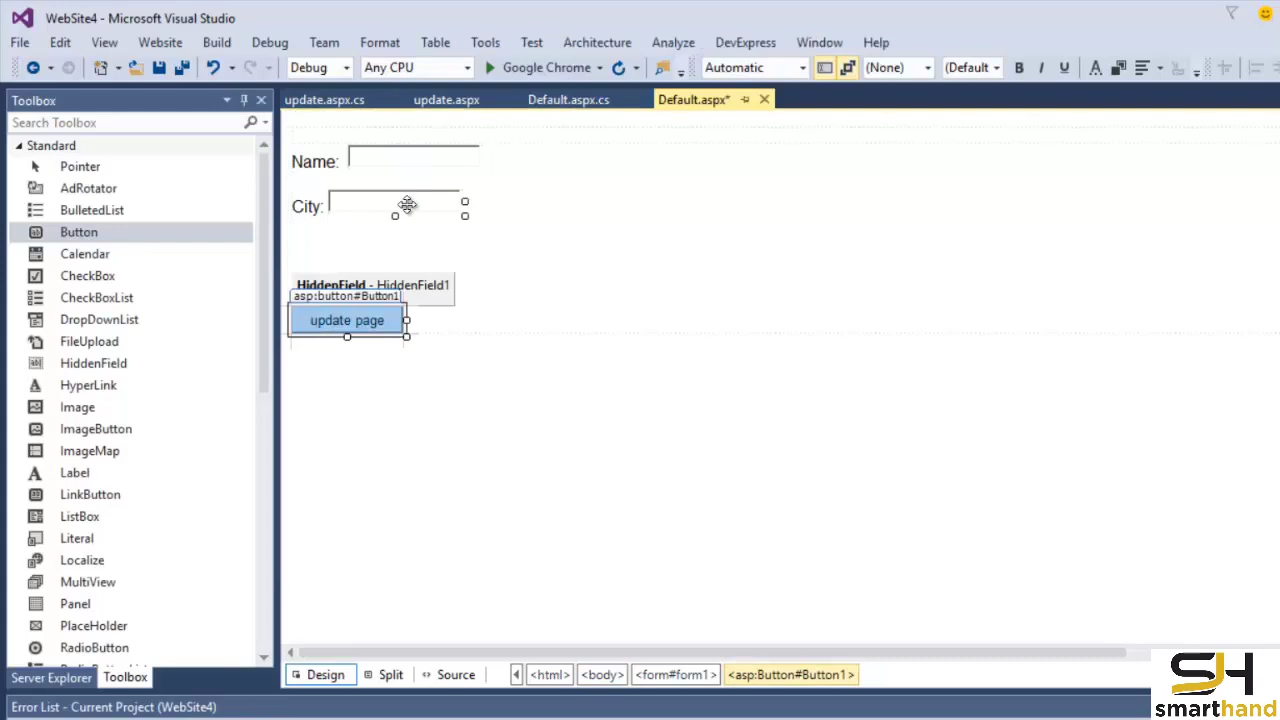 WebSite4 - Microsoft Visual Studio
File Edit View Website Build Debug Team Format Table Tools Test Architecture Analyze DevExpress Window Help
Debug Any CPU Google Chrome Automatic (None) (Default B I U A
Toolbox
update.aspx.cs update.aspx Default.aspx.cs Default.aspx*
Search Toolbox
Standard
Pointer
AdRotator
BulletedList
Button
Calendar
CheckBox
CheckBoxList
DropDownList
FileUpload
HiddenField
HyperLink
Image
ImageButton
ImageMap
Label
LinkButton
ListBox
Literal
Localize
MultiView
Panel
PlaceHolder
RadioButton
Name:
City:
HiddenField - HiddenField1
asp:button#Button1
update page
Server Explorer Toolbox
Design Split Source <html> <body> <form#form1> <asp:Button#Button1>
Error List - Current Project (WebSite4)
SH
smarthand